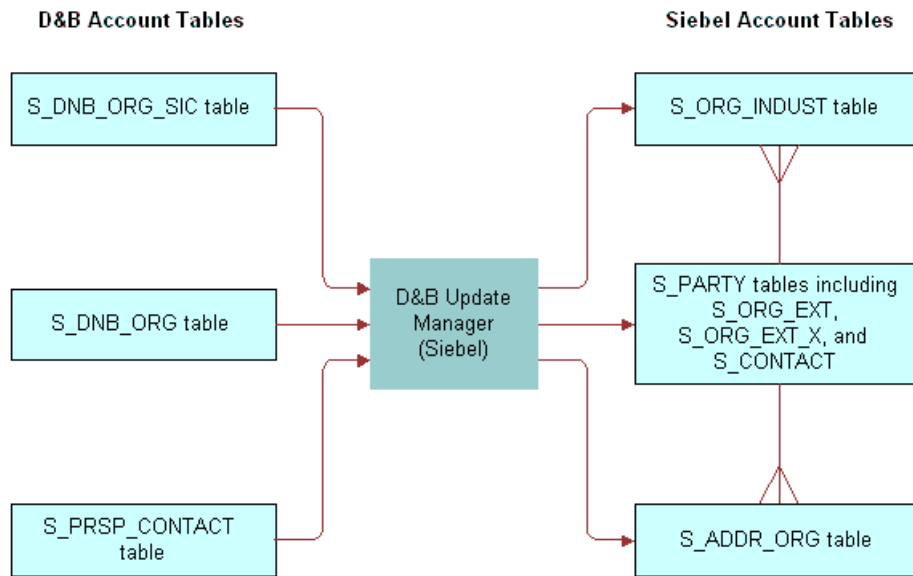 D&B Account Tables
Siebel Account Tables
S_DNB_ORG_SIC table
S_ORG_INDUST table
S_DNB_ORG table
D&B Update
Manager
(Siebel)
S_PARTY tables including
S_ORG_EXT,
S_ORG_EXT_X, and
S_CONTACT
S_PRSP_CONTACT
table
S_ADDR_ORG table